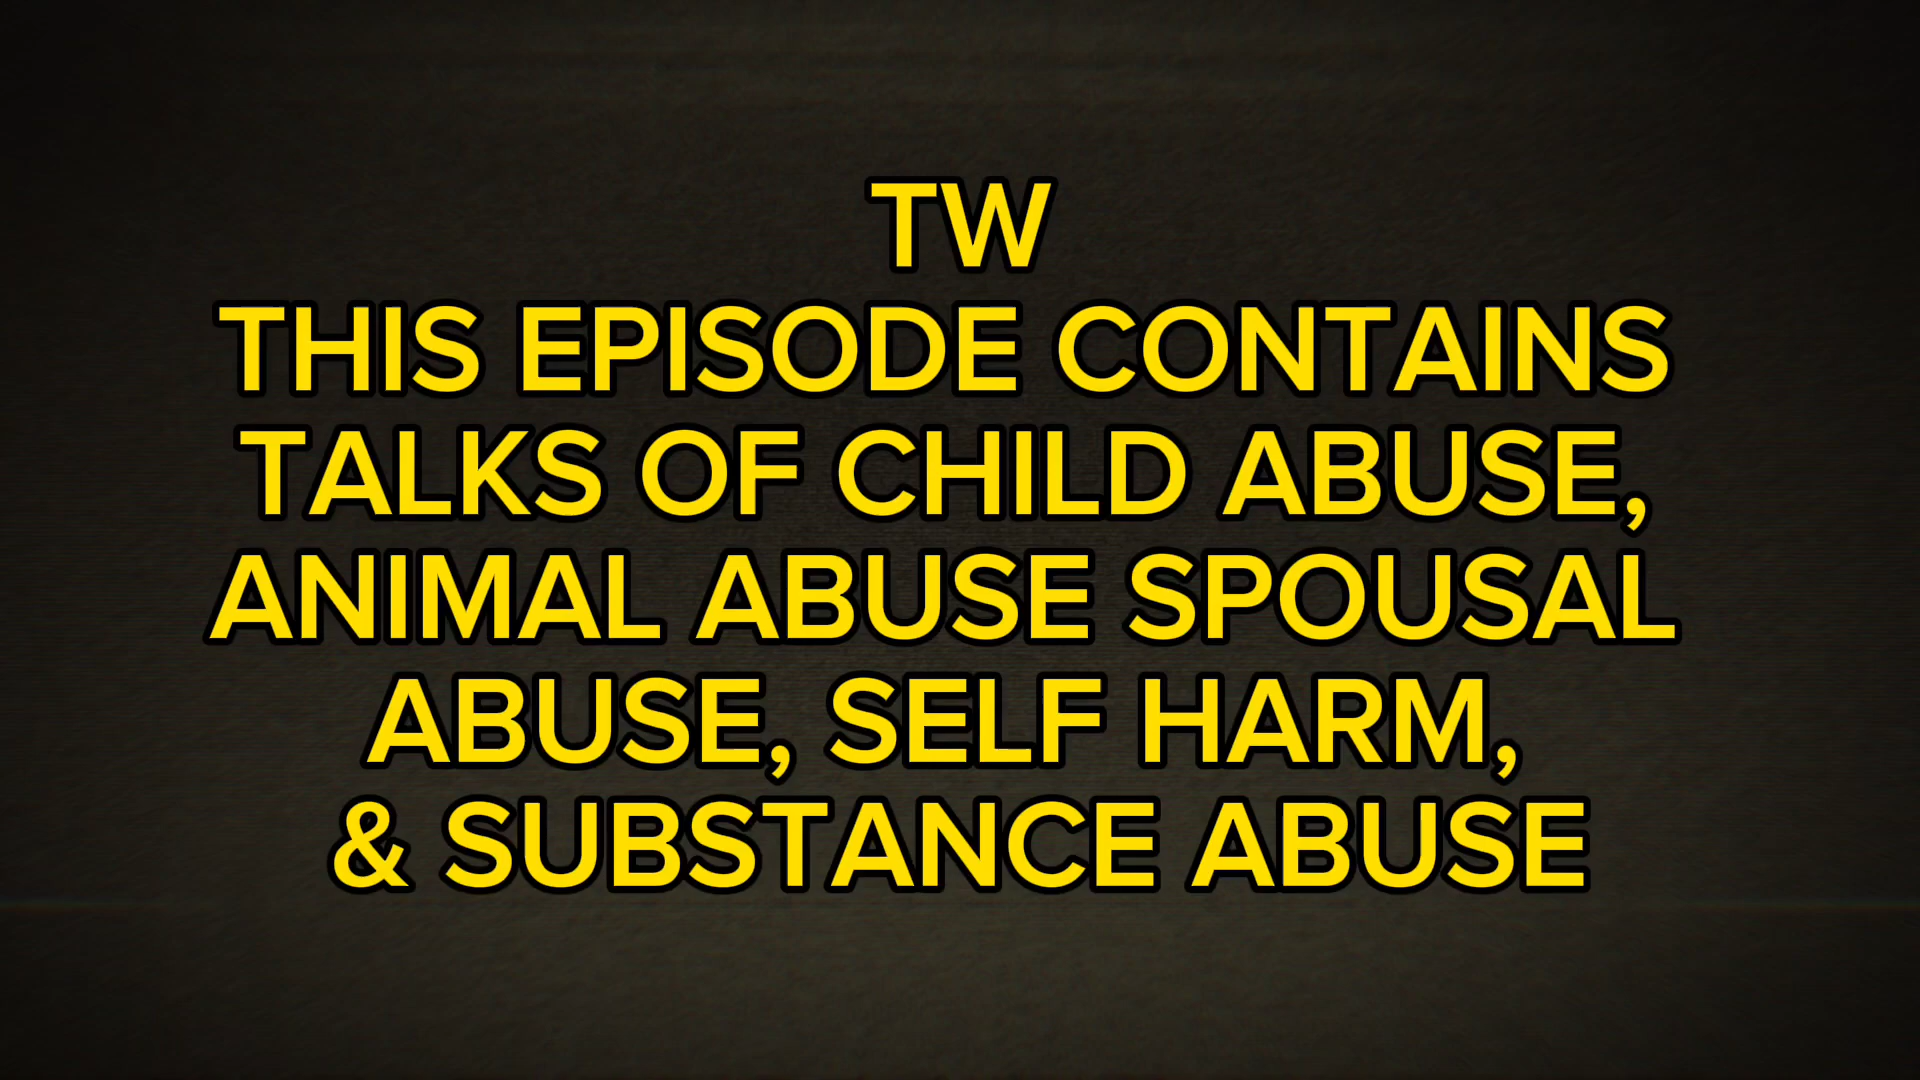 TW
THIS EPISODE CONTAINS
TALKS OF CHILD ABUSE,
ANIMAL ABUSE SPOUSAL
ABUSE, SELF HARM,
& SUBSTANCE ABUSE